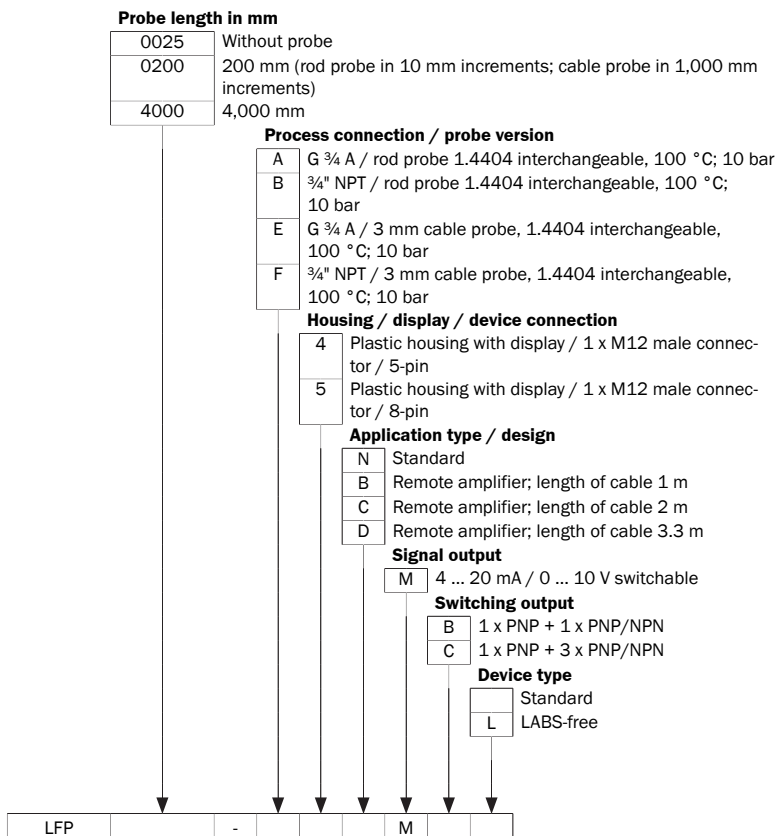 Probe length in mm
0025 Without probe
0200 200 mm (rod probe in 10 mm increments; cable probe in 1,000 mm
increments)
4000 4,000 mm
Process connection / probe version
A G ¾ A / rod probe 1.4404 interchangeable, 100 °C; 10 bar
B ¾" NPT / rod probe 1.4404 interchangeable, 100 °C;
10 bar
E G ¾ A / 3 mm cable probe, 1.4404 interchangeable,
100 °C; 10 bar
F ¾" NPT / 3 mm cable probe, 1.4404 interchangeable,
100 °C; 10 bar
Housing / display / device connection
4 Plastic housing with display / 1 x M12 male connec-
tor / 5-pin
5 Plastic housing with display / 1 x M12 male connec-
tor / 8-pin
Application type / design
N Standard
B Remote amplifier; length of cable 1 m
C Remote amplifier; length of cable 2 m
D Remote amplifier; length of cable 3.3 m
Signal output
M 4 ... 20 mA / 0 ... 10 V switchable
Switching output
B 1 x PNP + 1 x PNP/NPN
C 1 x PNP + 3 x PNP/NPN
Device type
Standard
L LABS-free
LFP - M